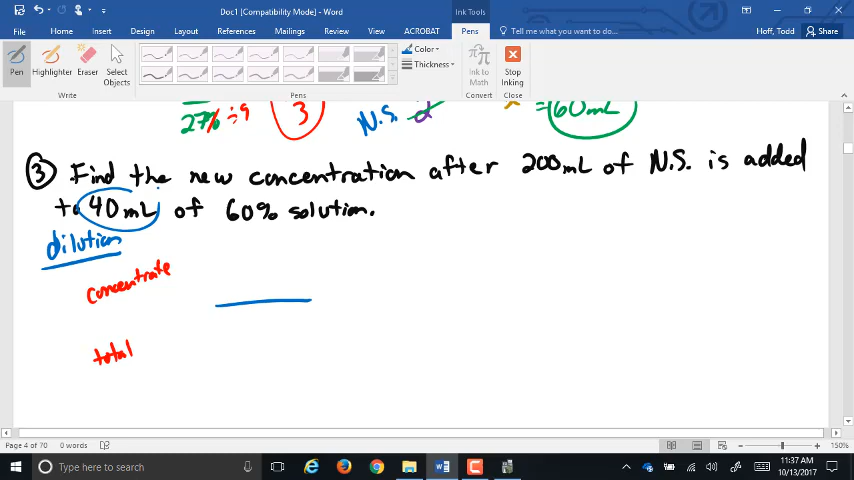 Doc1 [Compatibility Mode] - Word
Ink Tools
Hoff, Todd
File Home Insert Design Layout References Mailings Review View ACROBAT Pens Tell me what you want to do... Share
Pen Highlighter Eraser Select Objects
Color
Thickness
Ink to Math
Stop Inking
Write Pens Convert Close
27% ÷9 3 N.S. =60mL
③ Find the new concentration after 200mL of N.S. is added
to 40mL of 60% solution.
dilution
concentrate
total
Page 4 of 70 0 words 150%
Type here to search
11:37 AM
10/13/2017